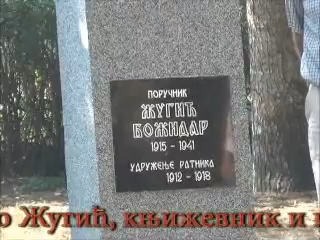 ПОРУЧНИК
ЖУГИЋ
БОЖИДАР
1915 - 1941
УДРУЖЕЊЕ РАТНИКА
1912 - 1918
Жугић, књижевник и